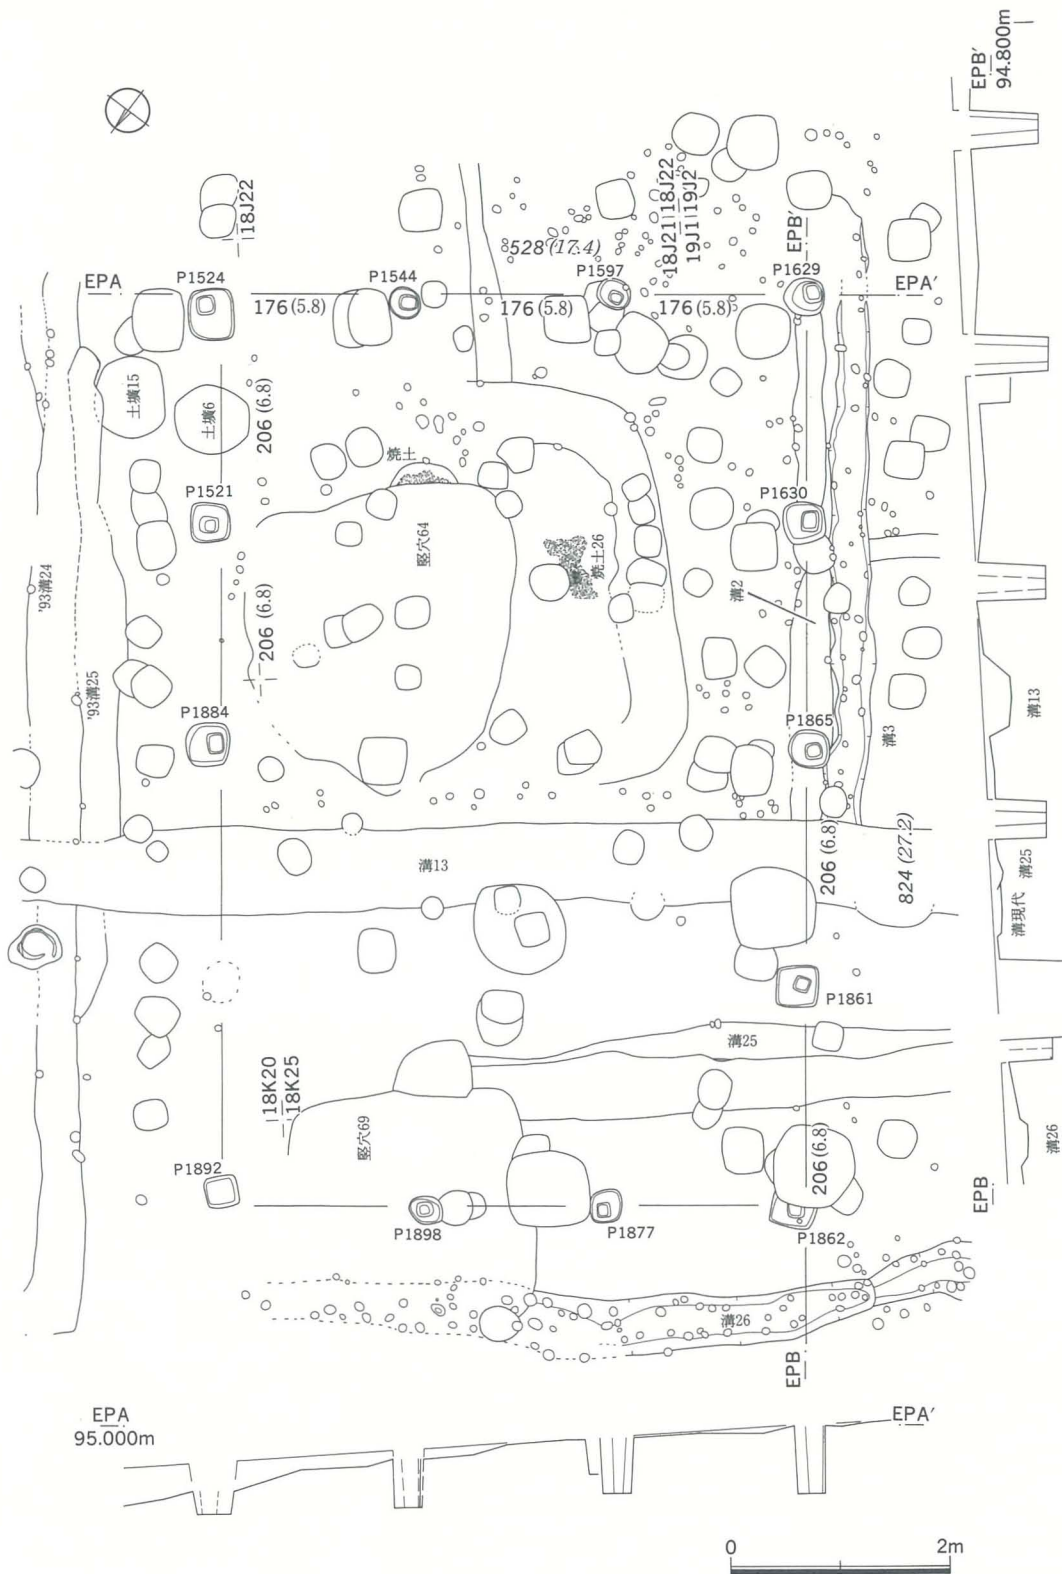 EPB′
94.800m
18J22
18J21 18J22
19J1 19J2
528 (17.4)
EPB′
P1524
P1544
P1597
P1629
EPA
EPA′
176 (5.8)
176 (5.8)
176 (5.8)
土壙15
土壙6
206 (6.8)
焼土
P1521
P1630
竪穴64
焼土26
'93溝24
溝2
206 (6.8)
'93溝25
P1884
P1865
溝3
溝13
溝13
206 (6.8)
824 (27.2)
溝現代
溝25
P1861
溝25
18K20
18K25
竪穴69
206 (6.8)
溝26
P1892
P1898
P1877
P1862
EPB
溝26
EPB
EPA
95.000m
EPA′
0
2m